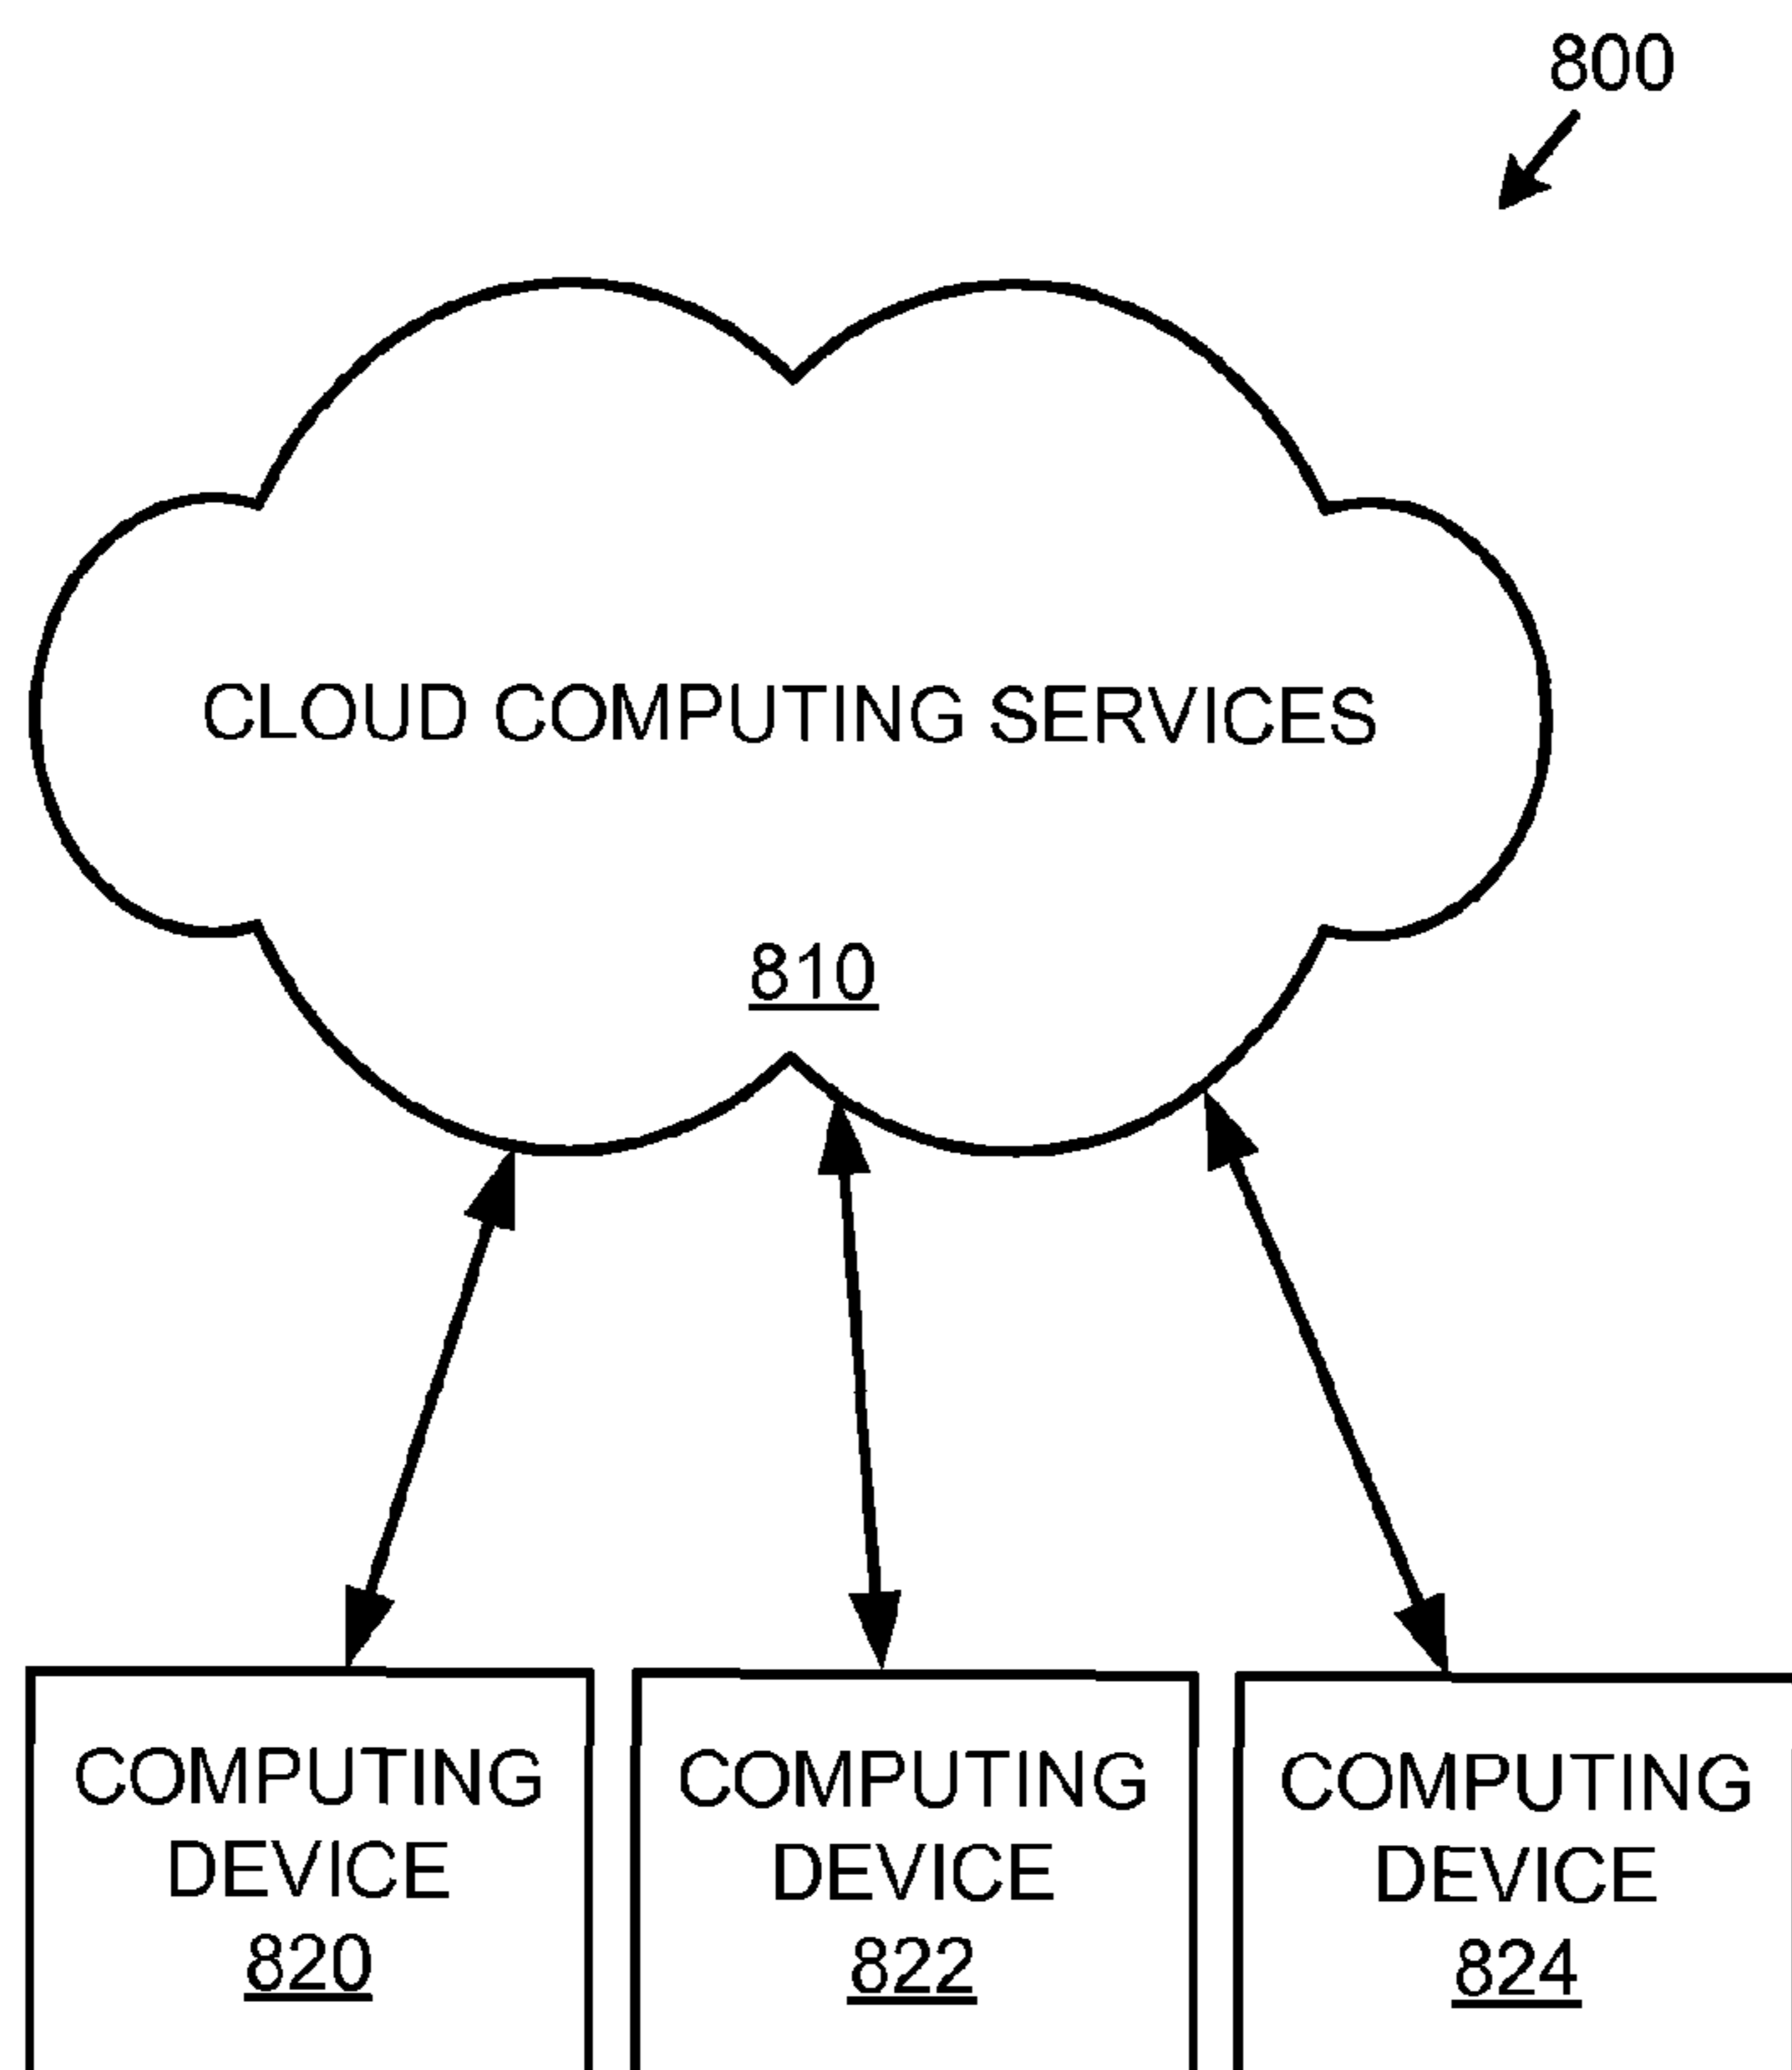 800
CLOUD COMPUTING SERVICES
810
COMPUTING
DEVICE
820
COMPUTING
DEVICE
822
COMPUTING
DEVICE
824